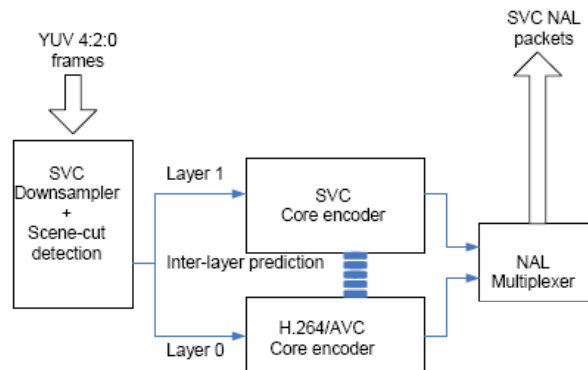 YUV 4:2:0
frames
SVC NAL
packets
SVC
Downsampler
+
Scene-cut
detection
Layer 1
SVC
Core encoder
Inter-layer prediction
NAL
Multiplexer
Layer 0
H.264/AVC
Core encoder